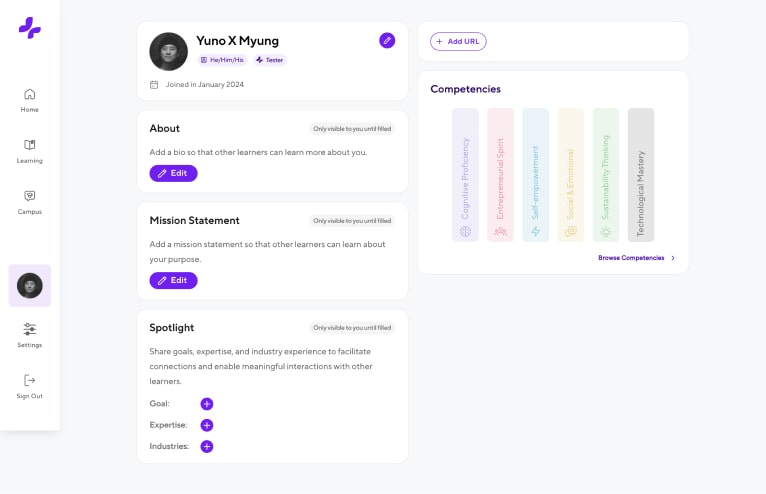 Home
Learning
Campus
Settings
Sign Out
Yuno X Myung
He/Him/His
Tester
Joined in January 2024
About
Only visible to you until filled
Add a bio so that other learners can learn more about you.
Edit
Mission Statement
Only visible to you until filled
Add a mission statement so that other learners can learn about
your purpose.
Edit
Spotlight
Only visible to you until filled
Share goals, expertise, and industry experience to facilitate
connections and enable meaningful interactions with other
learners.
Goal:
Expertise:
Industries:
+ Add URL
Competencies
Cognitive Proficiency
Entrepreneurial Spirit
Self-empowerment
Social & Emotional
Sustainability Thinking
Technological Mastery
Browse Competencies